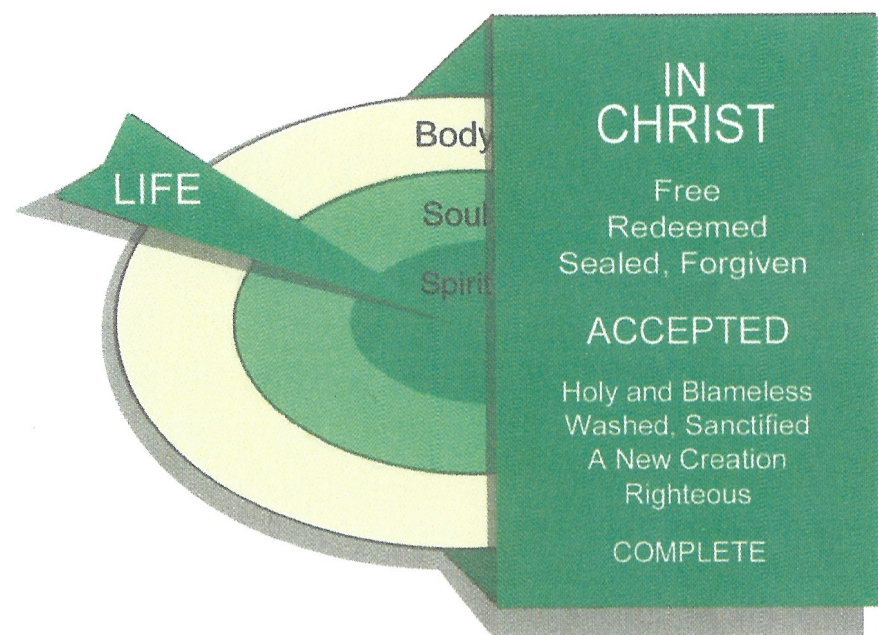 LIFE
Body
Soul
Spirit
IN
CHRIST
Free
Redeemed
Sealed, Forgiven
ACCEPTED
Holy and Blameless
Washed, Sanctified
A New Creation
Righteous
COMPLETE